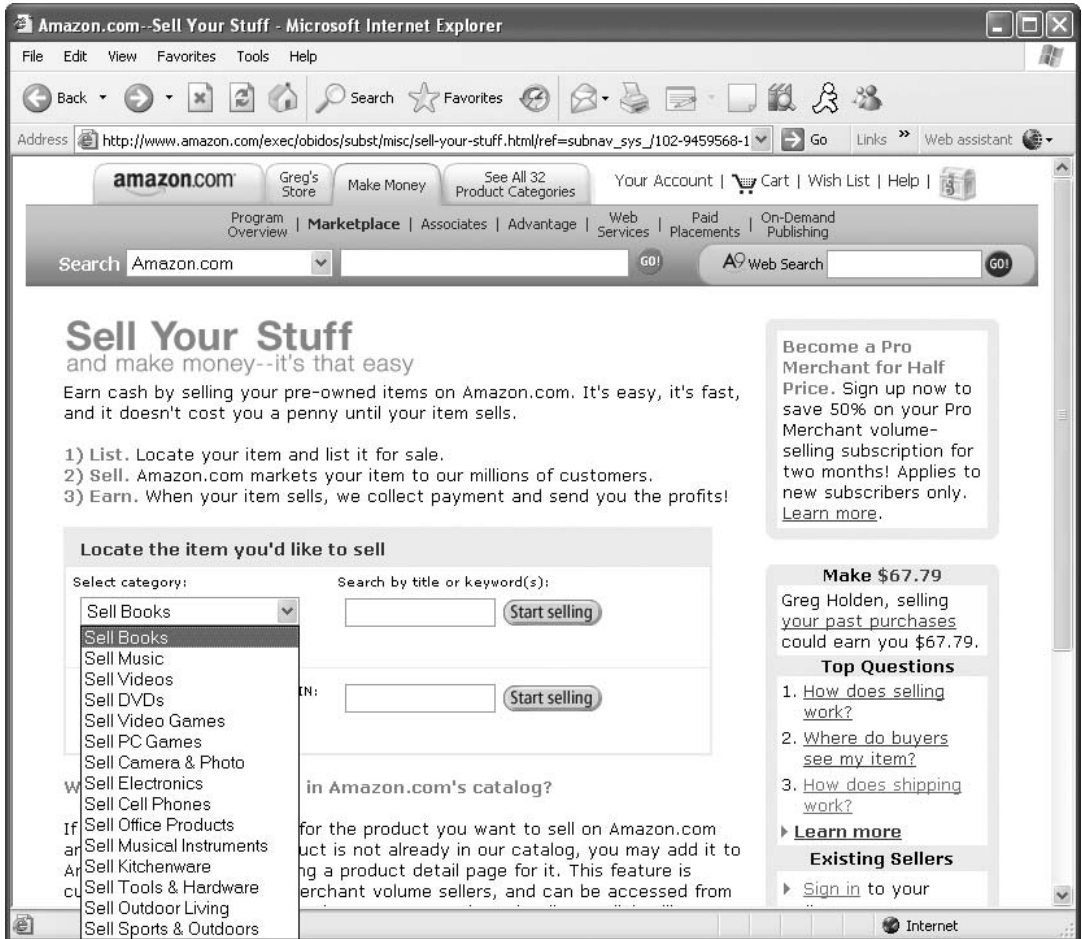 Amazon.com--Sell Your Stuff - Microsoft Internet Explorer
File Edit View Favorites Tools Help
Back Search Favorites
Address http://www.amazon.com/exec/obidos/subst/misc/sell-your-stuff.html/ref=subnav_sys_/102-9459568-1 Go Links » Web assistant
amazon.com Greg's Store Make Money See All 32 Product Categories Your Account | Cart | Wish List | Help |
Program Overview | Marketplace | Associates | Advantage | Web Services | Paid Placements | On-Demand Publishing
Search Amazon.com GO! A9 Web Search GO!
Sell Your Stuff
and make money--it's that easy
Earn cash by selling your pre-owned items on Amazon.com. It's easy, it's fast,
and it doesn't cost you a penny until your item sells.
1) List. Locate your item and list it for sale.
2) Sell. Amazon.com markets your item to our millions of customers.
3) Earn. When your item sells, we collect payment and send you the profits!
Locate the item you'd like to sell
Select category: Search by title or keyword(s):
Sell Books Start selling
Sell Books
Sell Music
Sell Videos
Sell DVDs
Sell Video Games
Sell PC Games
Sell Camera & Photo
Sell Electronics
Sell Cell Phones
Sell Office Products
Sell Musical Instruments
Sell Kitchenware
Sell Tools & Hardware
Sell Outdoor Living
Sell Sports & Outdoors
IN: Start selling
W in Amazon.com's catalog?
If for the product you want to sell on Amazon.com
an uct is not already in our catalog, you may add it to
Am g a product detail page for it. This feature is
cu erchant volume sellers, and can be accessed from
Become a Pro
Merchant for Half
Price. Sign up now to
save 50% on your Pro
Merchant volume-
selling subscription for
two months! Applies to
new subscribers only.
Learn more.
Make $67.79
Greg Holden, selling
your past purchases
could earn you $67.79.
Top Questions
1. How does selling
work?
2. Where do buyers
see my item?
3. How does shipping
work?
Learn more
Existing Sellers
Sign in to your
Internet